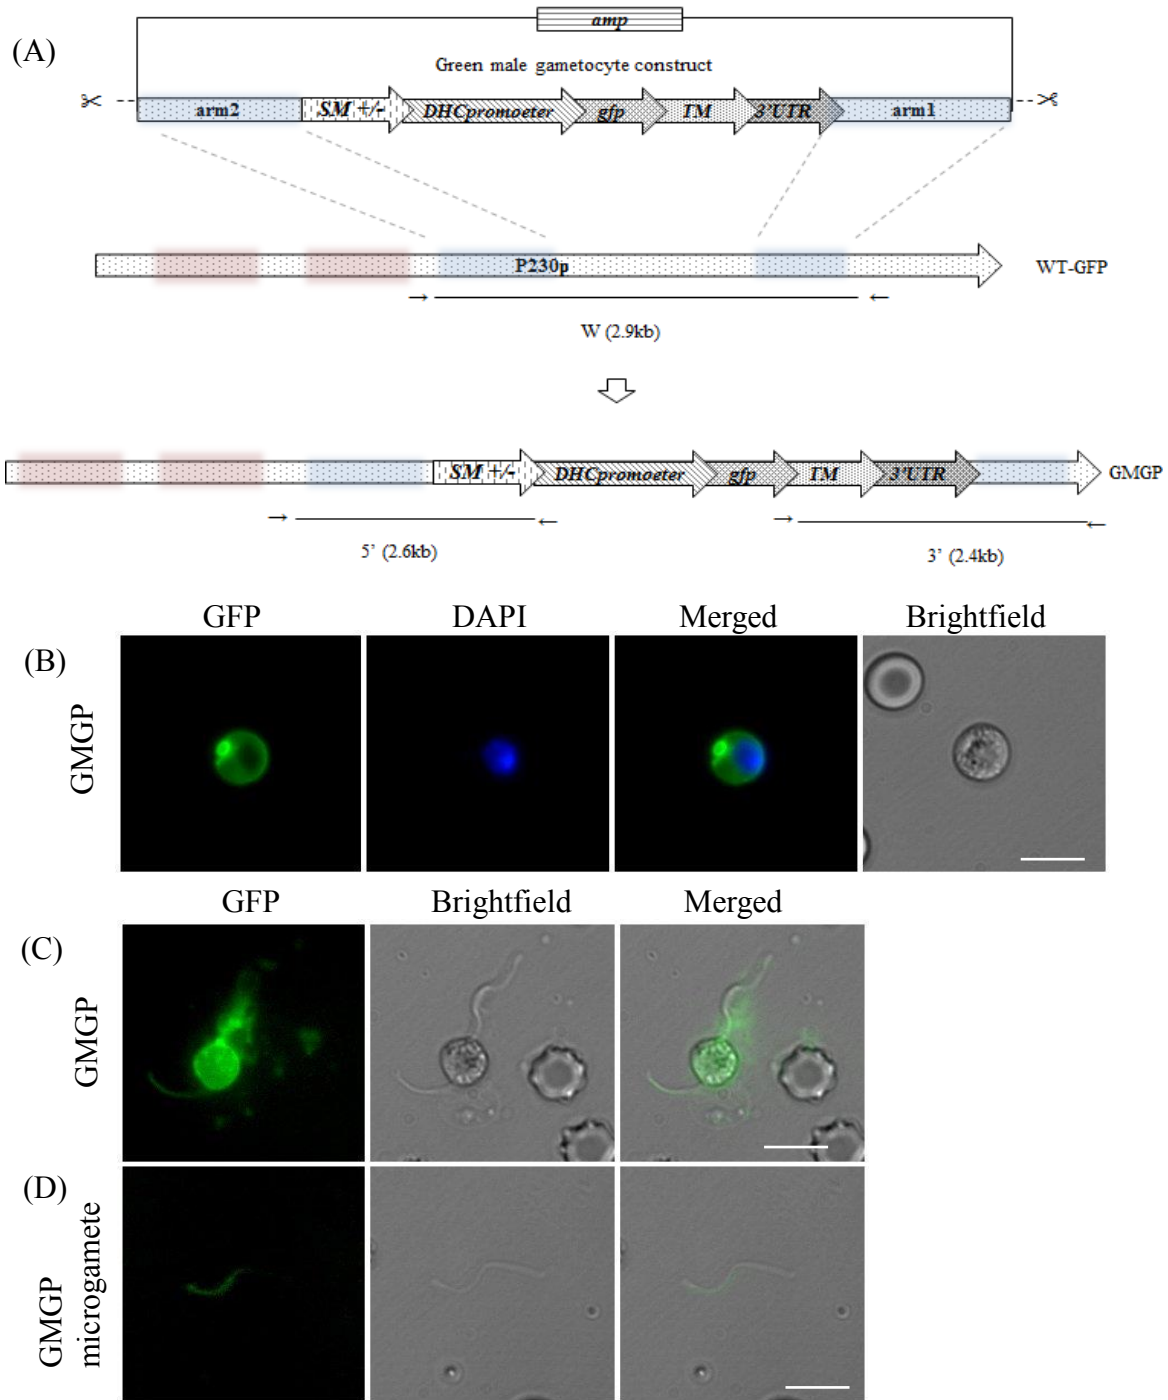 (A)
amp
Green male gametocyte construct
arm2 SM +/- DHCpromoeter gfp TM 3'UTR arm1
P230p
WT-GFP
W (2.9kb)
SM +/- DHCpromoeter gfp TM 3'UTR
GMGP
5' (2.6kb)
3' (2.4kb)
GFP DAPI Merged Brightfield
(B)
GMGP
GFP Brightfield Merged
(C)
GMGP
(D)
GMGP
microgamete